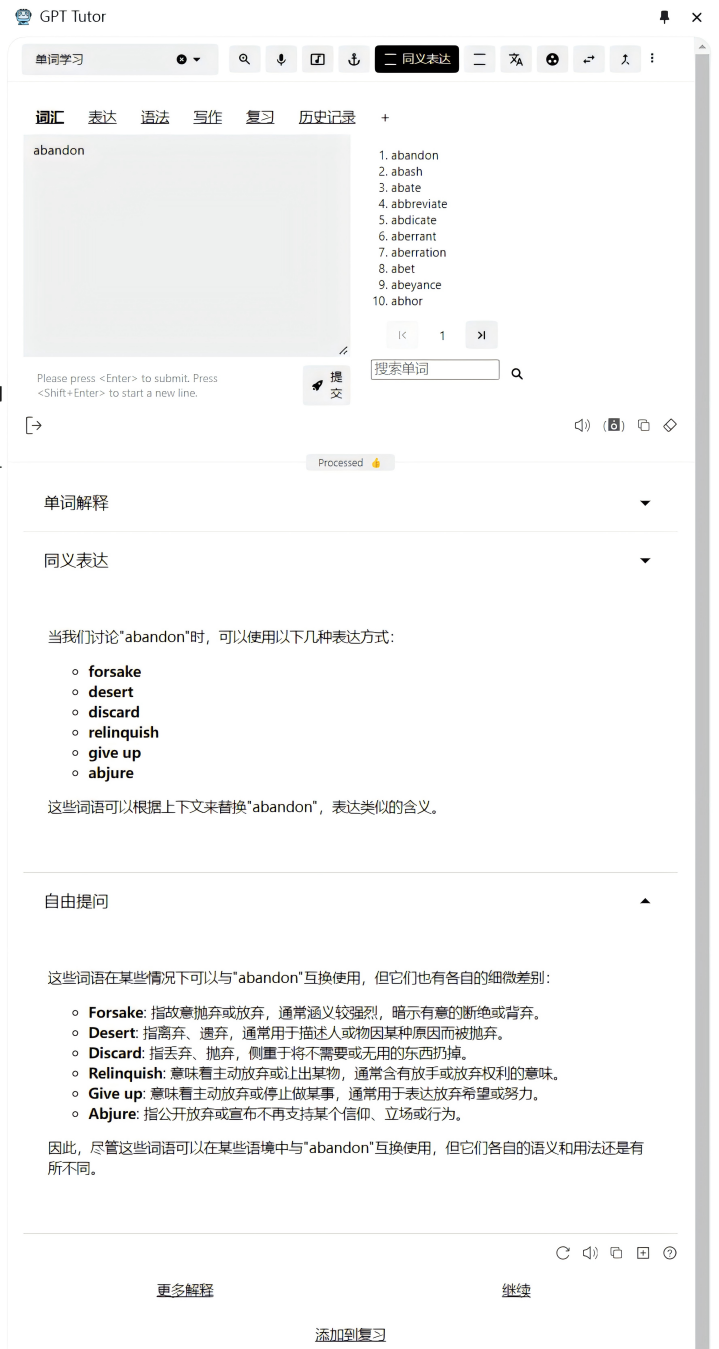 GPT Tutor
单词学习
同义表达
词汇 表达 语法 写作 复习 历史记录 +
abandon
1. abandon
2. abash
3. abate
4. abbreviate
5. abdicate
6. aberrant
7. aberration
8. abet
9. abeyance
10. abhor
1
搜索单词
Please press <Enter> to submit. Press
<Shift+Enter> to start a new line.
提
交
Processed 👍
单词解释
同义表达
当我们讨论"abandon"时，可以使用以下几种表达方式：
forsake
desert
discard
relinquish
give up
abjure
这些词语可以根据上下文来替换"abandon"，表达类似的含义。
自由提问
这些词语在某些情况下可以与"abandon"互换使用，但它们也有各自的细微差别：
Forsake: 指故意抛弃或放弃，通常涵义较强烈，暗示有意的断绝或背弃。
Desert: 指离弃、遗弃，通常用于描述人或物因某种原因而被抛弃。
Discard: 指丢弃、抛弃，侧重于将不需要或无用的东西扔掉。
Relinquish: 意味着主动放弃或让出某物，通常含有放手或放弃权利的意味。
Give up: 意味着主动放弃或停止做某事，通常用于表达放弃希望或努力。
Abjure: 指公开放弃或宣布不再支持某个信仰、立场或行为。
因此，尽管这些词语可以在某些语境中与"abandon"互换使用，但它们各自的语义和用法还是有
所不同。
更多解释 继续
添加到复习